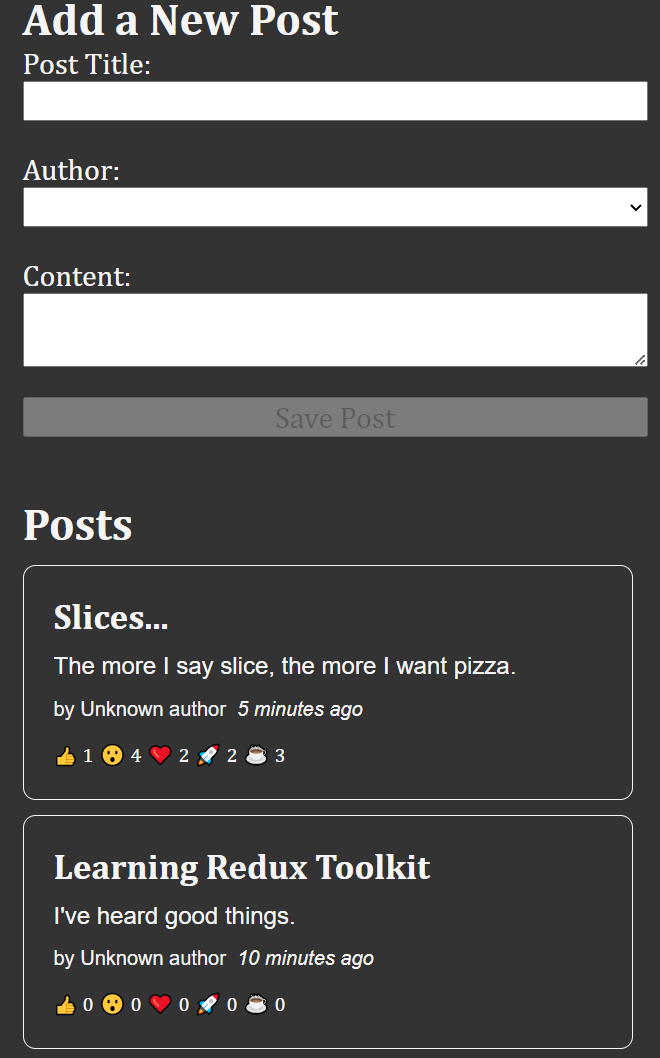 Add a New Post
Post Title:
Author:
Content:
Save Post
Posts
Slices...
The more I say slice, the more I want pizza.
by Unknown author 5 minutes ago
👍 1 😮 4 ❤️ 2 🚀 2 ☕ 3
Learning Redux Toolkit
I've heard good things.
by Unknown author 10 minutes ago
👍 0 😮 0 ❤️ 0 🚀 0 ☕ 0